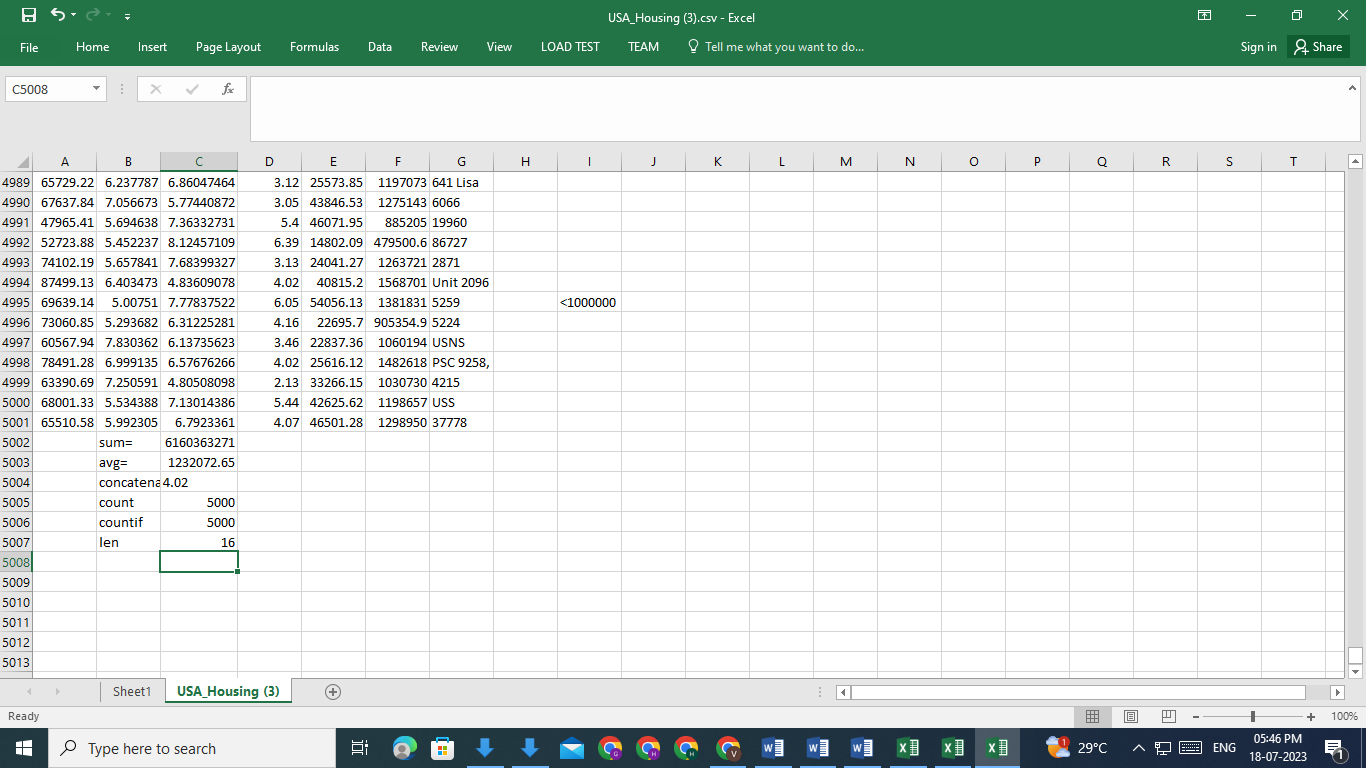 USA_Housing (3).csv - Excel
File Home Insert Page Layout Formulas Data Review View LOAD TEST TEAM Tell me what you want to do... Sign in Share
C5008 fx
A B C D E F G H I J K L M N O P Q R S T
4989 65729.22 6.237787 6.86047464 3.12 25573.85 1197073 641 Lisa
4990 67637.84 7.056673 5.77440872 3.05 43846.53 1275143 6066
4991 47965.41 5.694638 7.36332731 5.4 46071.95 885205 19960
4992 52723.88 5.452237 8.12457109 6.39 14802.09 479500.6 86727
4993 74102.19 5.657841 7.68399327 3.13 24041.27 1263721 2871
4994 87499.13 6.403473 4.83609078 4.02 40815.2 1568701 Unit 2096
4995 69639.14 5.00751 7.77837522 6.05 54056.13 1381831 5259 <1000000
4996 73060.85 5.293682 6.31225281 4.16 22695.7 905354.9 5224
4997 60567.94 7.830362 6.13735623 3.46 22837.36 1060194 USNS
4998 78491.28 6.999135 6.57676266 4.02 25616.12 1482618 PSC 9258,
4999 63390.69 7.250591 4.80508098 2.13 33266.15 1030730 4215
5000 68001.33 5.534388 7.13014386 5.44 42625.62 1198657 USS
5001 65510.58 5.992305 6.7923361 4.07 46501.28 1298950 37778
5002 sum= 6160363271
5003 avg= 1232072.65
5004 concatena 4.02
5005 count 5000
5006 countif 5000
5007 len 16
5008
5009
5010
5011
5012
5013
Sheet1 USA_Housing (3)
Ready 100%
Type here to search 29°C ENG 05:46 PM
18-07-2023